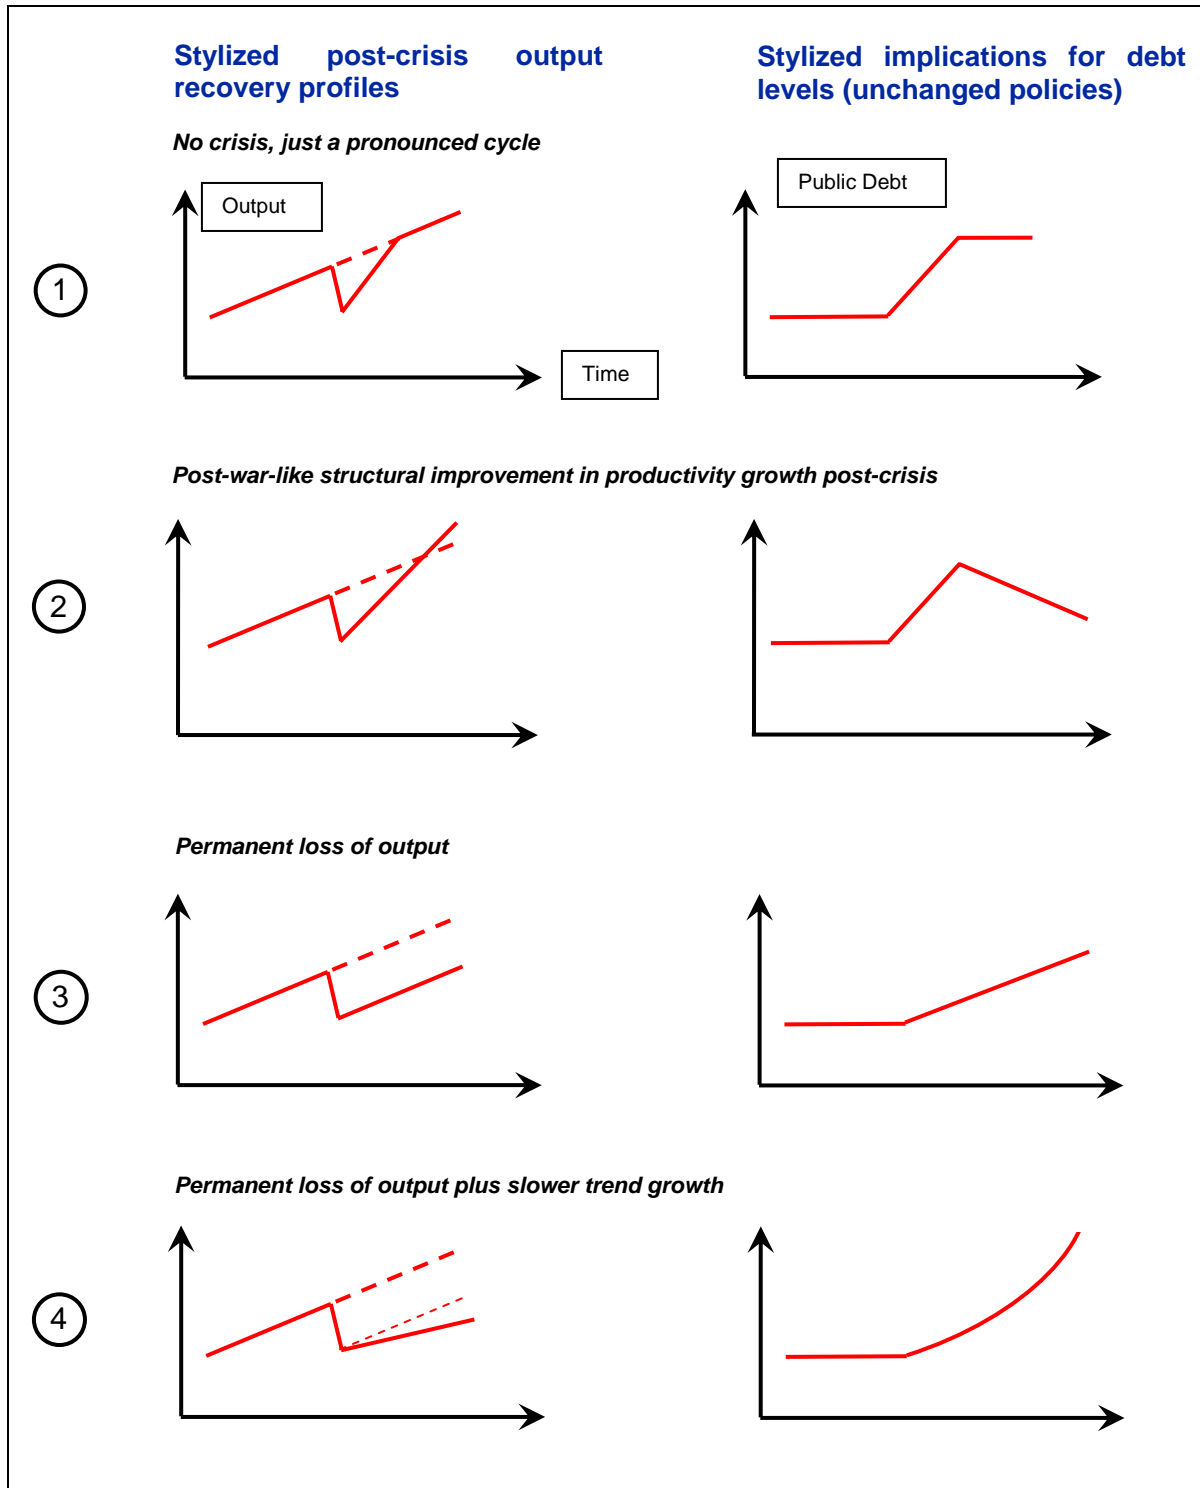 Stylized post-crisis output
recovery profiles
Stylized implications for debt
levels (unchanged policies)
No crisis, just a pronounced cycle
Output
Public Debt
1
Time
Post-war-like structural improvement in productivity growth post-crisis
2
Permanent loss of output
3
Permanent loss of output plus slower trend growth
4